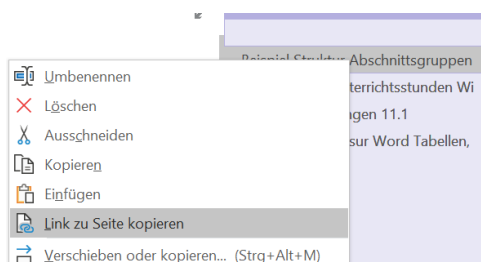 Beispiel Struktur Abschnittsgruppen
Umbenennen
terrichtsstunden Wi
Löschen
gen 11.1
Ausschneiden
sur Word Tabellen,
Kopieren
Einfügen
Link zu Seite kopieren
Verschieben oder kopieren... (Strg+Alt+M)